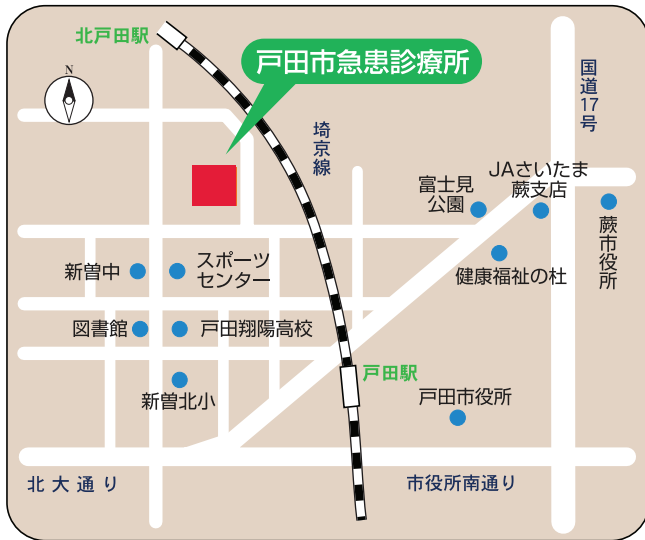 北戸田駅
N
戸田市急患診療所
埼京線
国道17号
富士見
公園
JAさいたま
蕨支店
蕨市役所
健康福祉の杜
新曽中
スポーツ
センター
図書館
戸田翔陽高校
新曽北小
戸田駅
戸田市役所
北大通り
市役所南通り